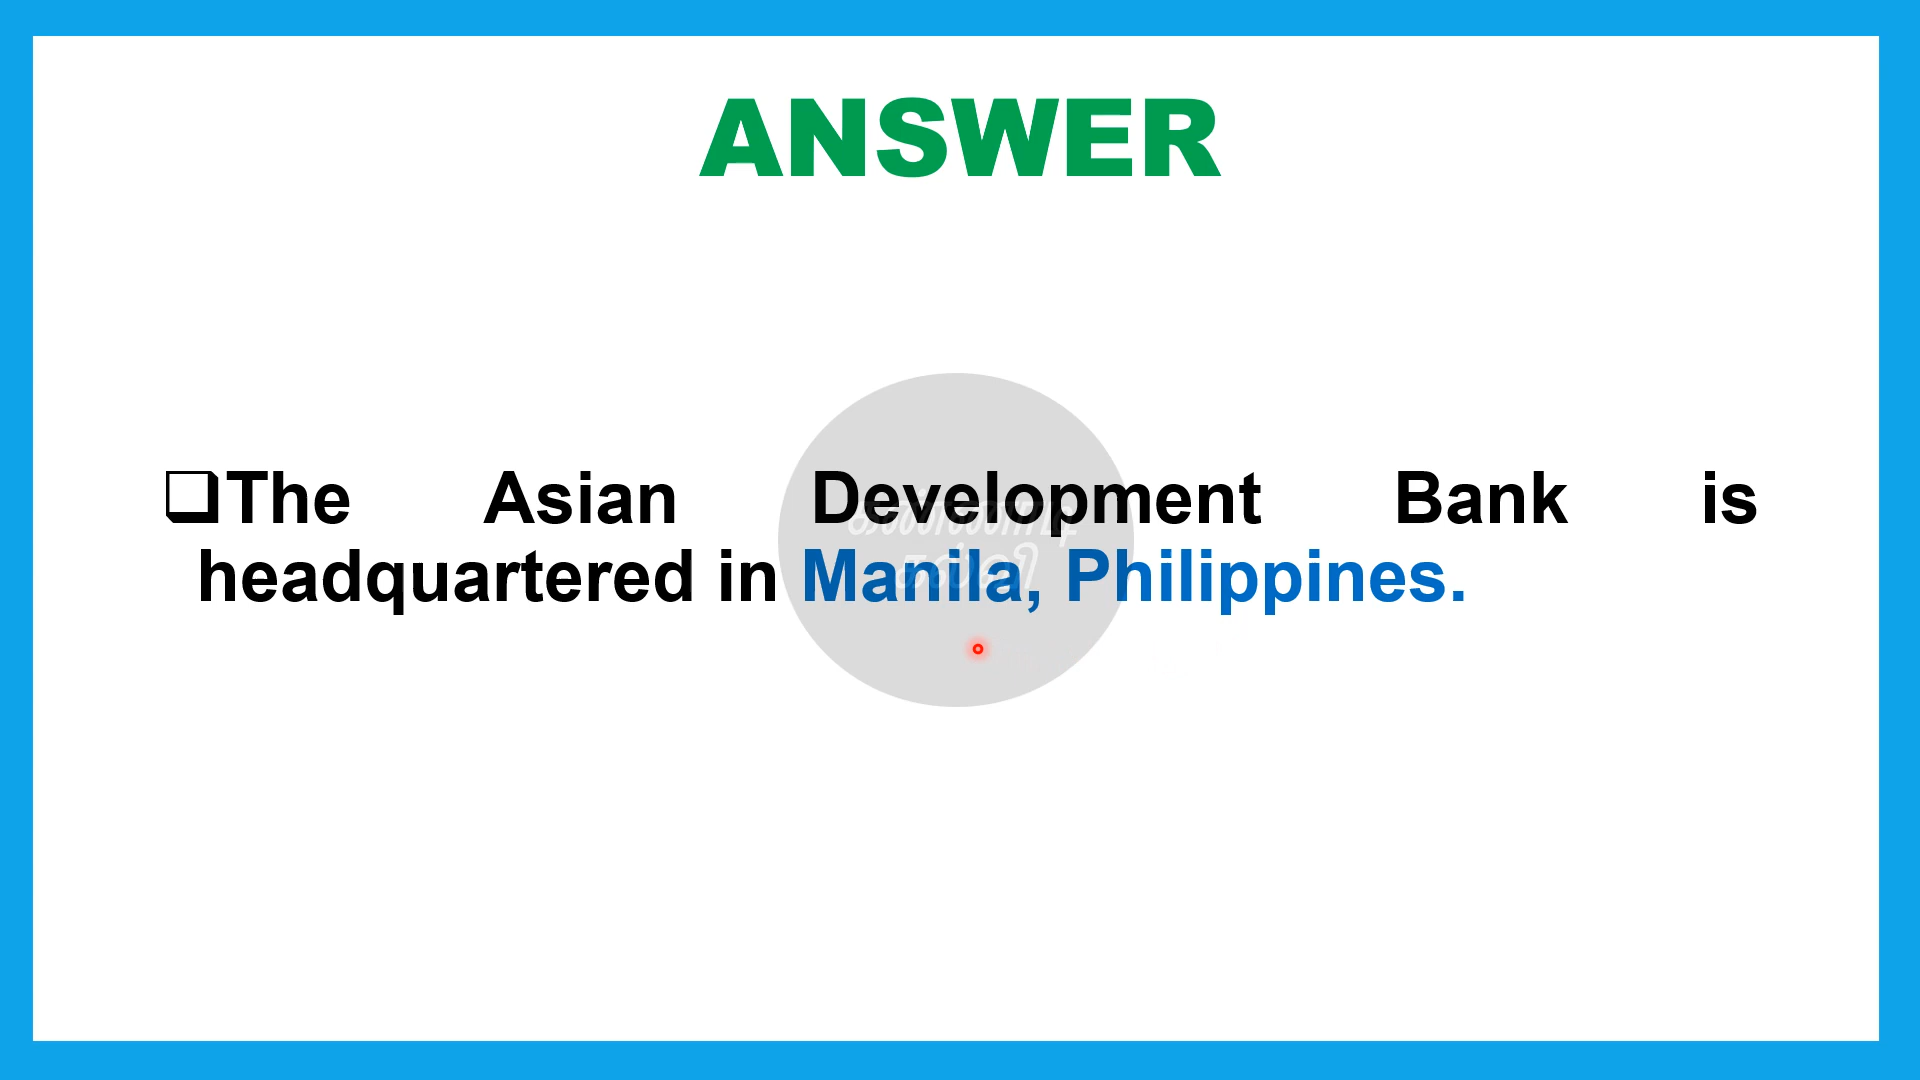 ANSWER
❑The Asian Development Bank is
headquartered in Manila, Philippines.